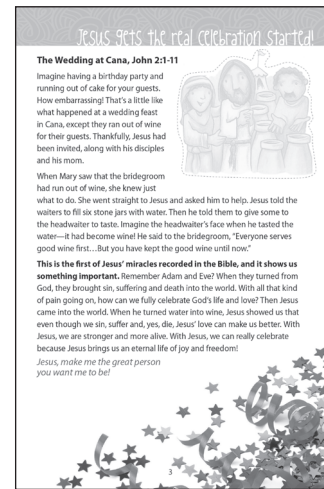 Jesus gets the real celebration started!
The Wedding at Cana, John 2:1-11
Imagine having a birthday party and
running out of cake for your guests.
How embarrassing! That's a little like
what happened at a wedding feast
in Cana, except they ran out of wine
for their guests. Thankfully, Jesus had
been invited, along with his disciples
and his mom.
When Mary saw that the bridegroom
had run out of wine, she knew just
what to do. She went straight to Jesus and asked him to help. Jesus told the
waiters to fill six stone jars with water. Then he told them to give some to
the headwaiter to taste. Imagine the headwaiter's face when he tasted the
water—it had become wine! He said to the bridegroom, "Everyone serves
good wine first…But you have kept the good wine until now."
This is the first of Jesus' miracles recorded in the Bible, and it shows us
something important. Remember Adam and Eve? When they turned from
God, they brought sin, suffering and death into the world. With all that kind
of pain going on, how can we fully celebrate God's life and love? Then Jesus
came into the world. When he turned water into wine, Jesus showed us that
even though we sin, suffer and, yes, die, Jesus' love can make us better. With
Jesus, we are stronger and more alive. With Jesus, we can really celebrate
because Jesus brings us an eternal life of joy and freedom!
Jesus, make me the great person
you want me to be!
3